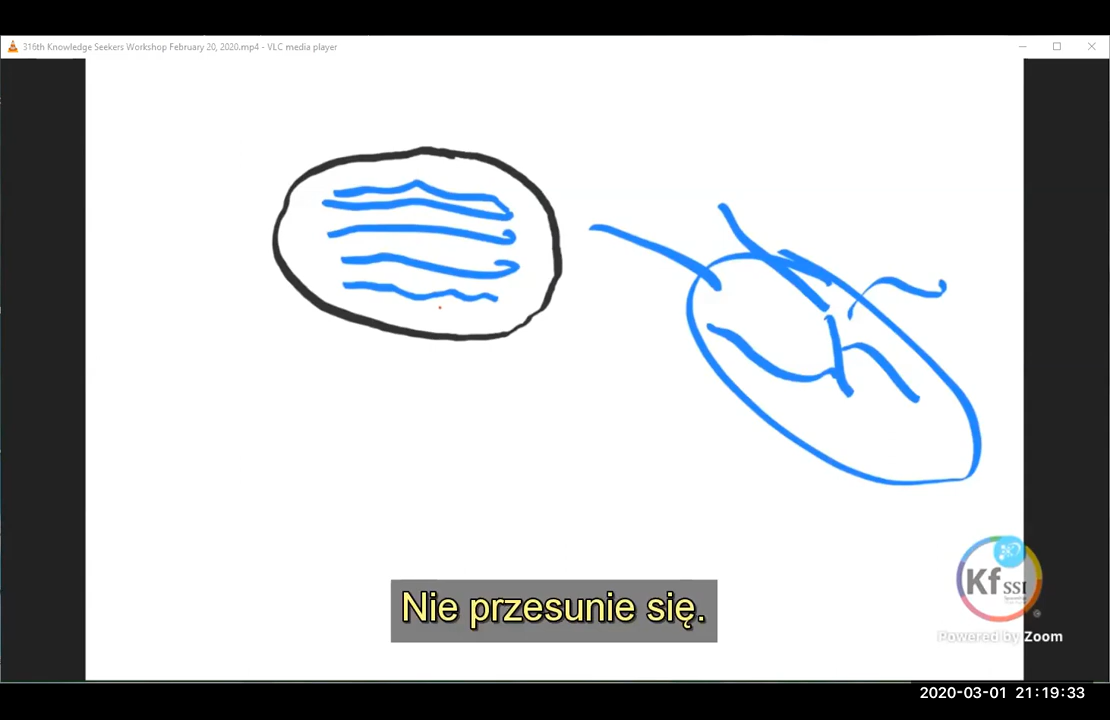 316th Knowledge Seekers Workshop February 20, 2020.mp4 - VLC media player
Nie przesunie się.
Kf SSI
Powered by Zoom
2020-03-01 21:19:33